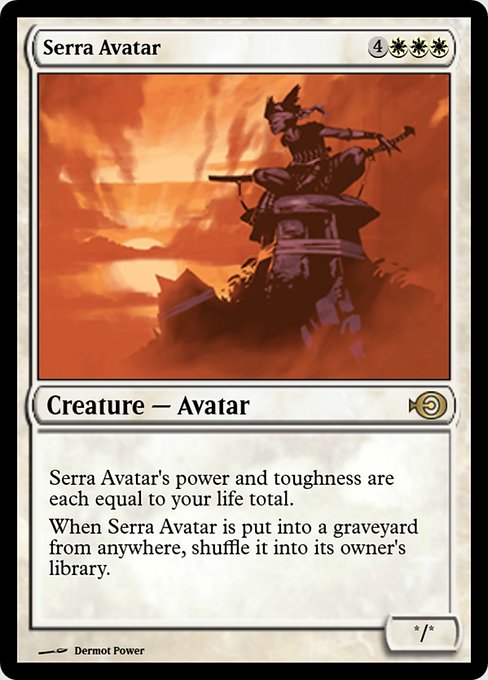 Serra Avatar 4
Creature — Avatar
Serra Avatar's power and toughness are
each equal to your life total.
When Serra Avatar is put into a graveyard
from anywhere, shuffle it into its owner's
library.
*/*
Dermot Power